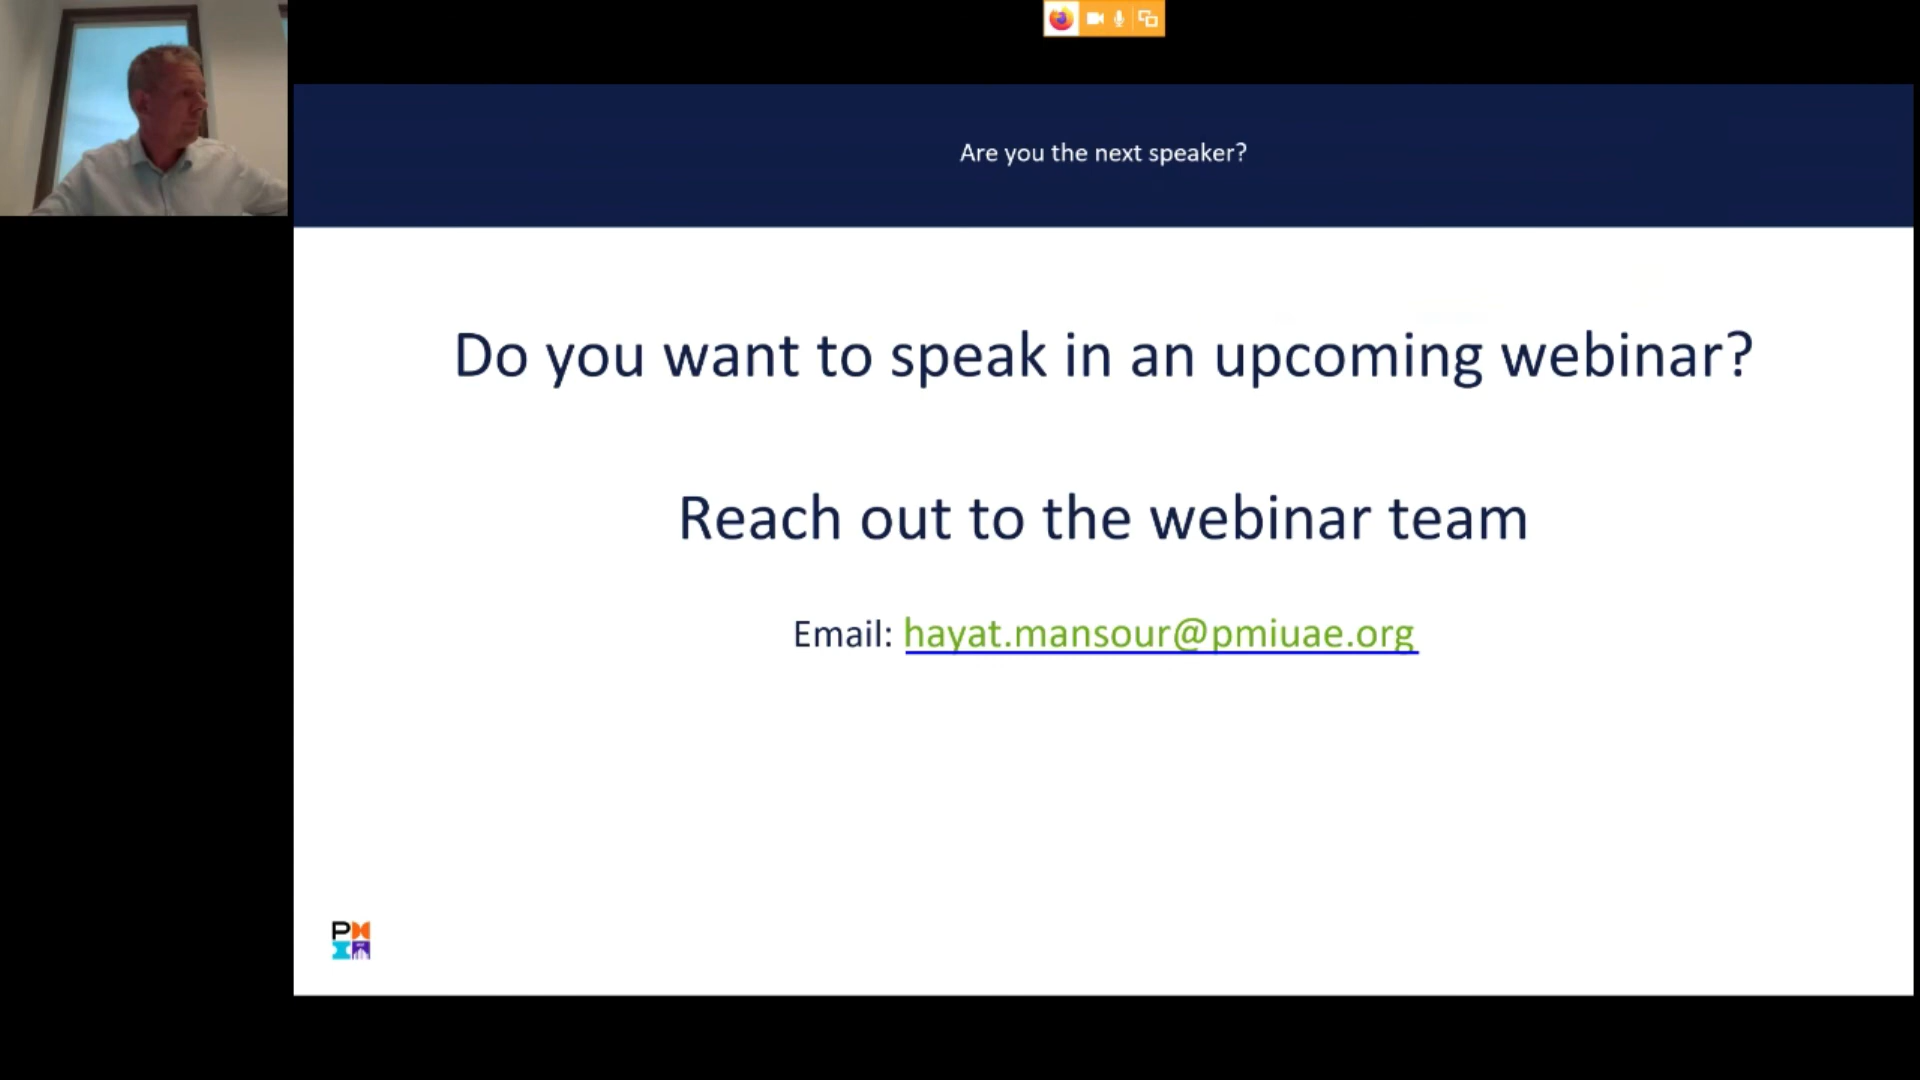 Are you the next speaker?
Do you want to speak in an upcoming webinar?
Reach out to the webinar team
Email: hayat.mansour@pmiuae.org